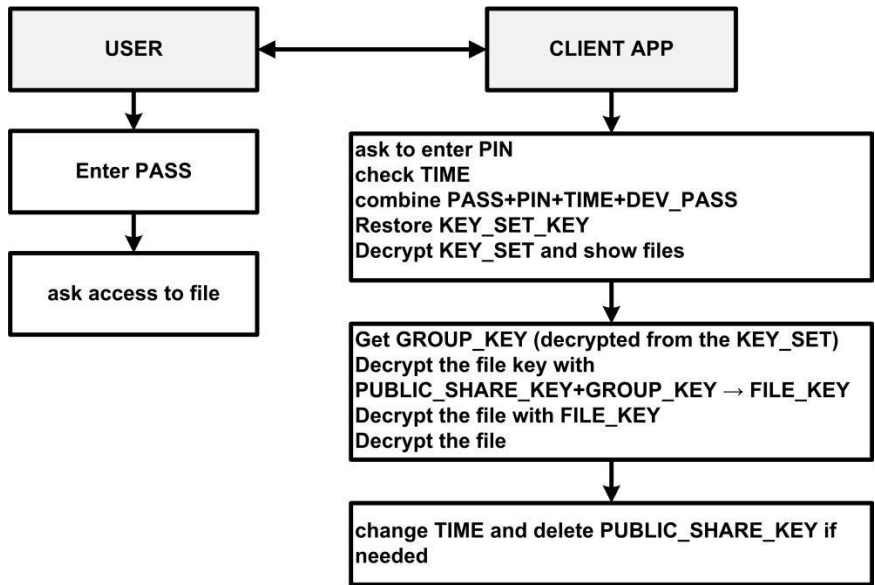 USER
CLIENT APP
Enter PASS
ask access to file
ask to enter PIN
check TIME
combine PASS+PIN+TIME+DEV_PASS
Restore KEY_SET_KEY
Decrypt KEY_SET and show files
Get GROUP_KEY (decrypted from the KEY_SET)
Decrypt the file key with
PUBLIC_SHARE_KEY+GROUP_KEY → FILE_KEY
Decrypt the file with FILE_KEY
Decrypt the file
change TIME and delete PUBLIC_SHARE_KEY if
needed